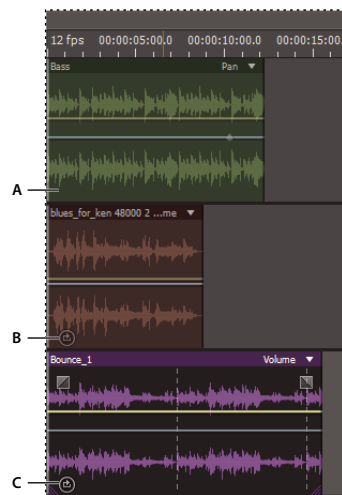 12 fps 00:00:05:00.0 00:00:10:00.0 00:00:15:00
Bass Pan
A
blues_for_ken 48000 2 ...me
B
Bounce_1 Volume
C